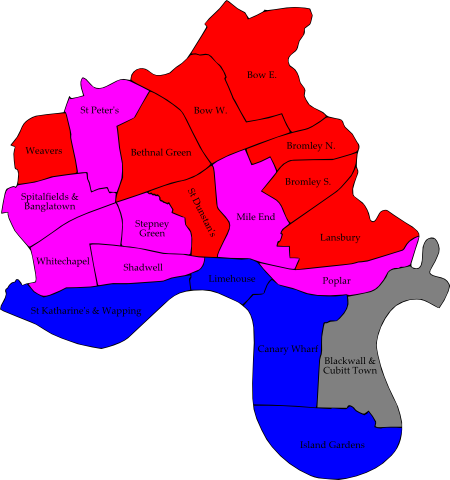 Bow E.
St Peter's
Bow W.
Bromley N.
Weavers
Bethnal Green
Bromley S.
Spitalfields &
Banglatown
St Dunstan's
Mile End
Stepney
Green
Lansbury
Whitechapel
Shadwell
Limehouse
Poplar
St Katharine's & Wapping
Canary Wharf
Blackwall &
Cubitt Town
Island Gardens